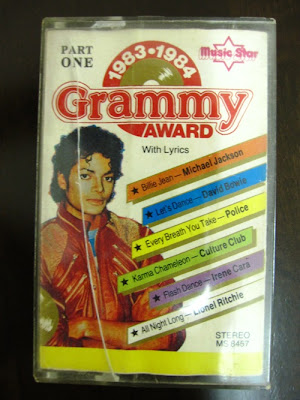 PART
ONE
1983•1984
Music Star
Grammy
AWARD
With Lyrics
★ Billie Jean — Michael Jackson
★ Let's Dance — David Bowie
★ Every Breath You Take — Police
★ Karma Chameleon — Culture Club
★ Flash Dance — Irene Cara
★ All Night Long — Lionel Ritchie
STEREO
MS 8457